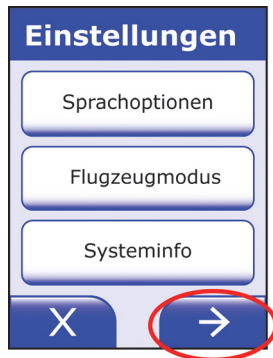 Einstellungen
Sprachoptionen
Flugzeugmodus
Systeminfo
X →